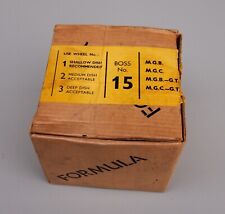 USE WHEEL No.:
1 SHALLOW DISH RECOMMENDED
2 MEDIUM DISH ACCEPTABLE
3 DEEP DISH ACCEPTABLE
BOSS
No.
15
M.G.B.
M.G.C.
M.G.B.–G.T.
M.G.C.–G.T.
FORMULA